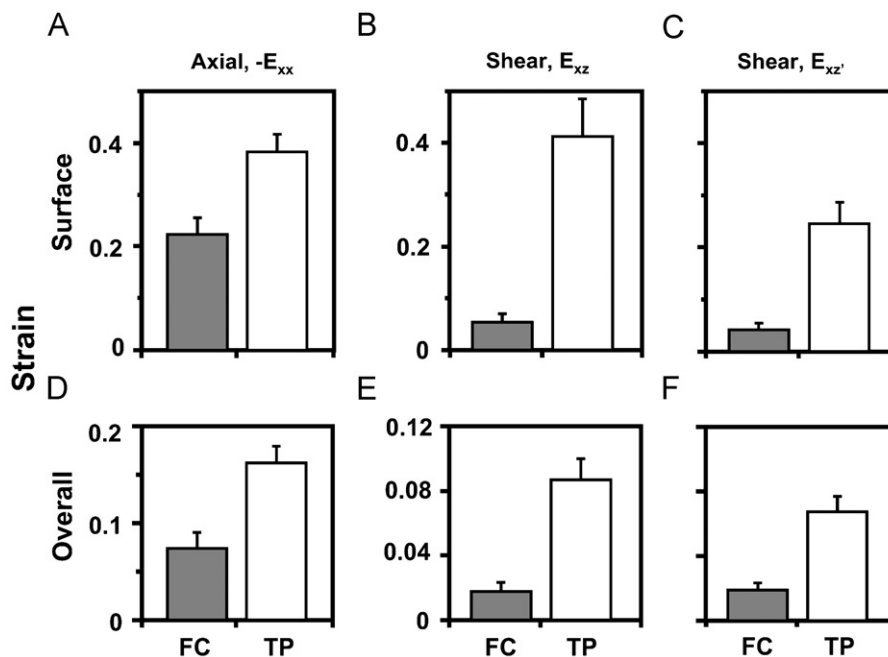 A
B
C
Axial, -Exx
Shear, Exz
Shear, Exz'
Strain
Surface
0.4
0.2
0
0.4
0.2
0
D
E
F
Overall
0.2
0.1
0
0.12
0.08
0.04
0
FC TP
FC TP
FC TP